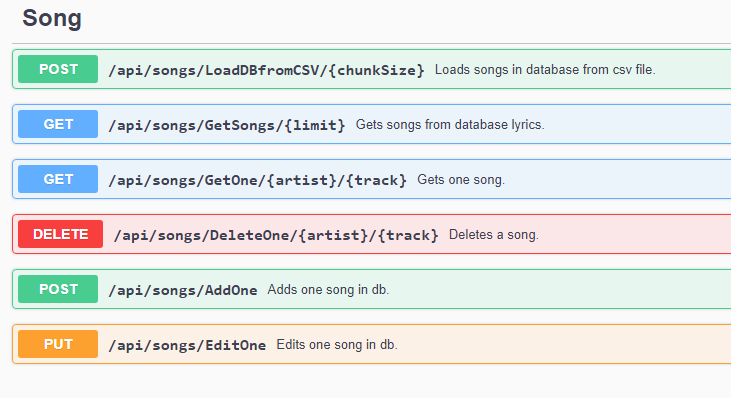 Song
POST /api/songs/LoadDBfromCSV/{chunkSize} Loads songs in database from csv file.
GET /api/songs/GetSongs/{limit} Gets songs from database lyrics.
GET /api/songs/GetOne/{artist}/{track} Gets one song.
DELETE /api/songs/DeleteOne/{artist}/{track} Deletes a song.
POST /api/songs/AddOne Adds one song in db.
PUT /api/songs/EditOne Edits one song in db.